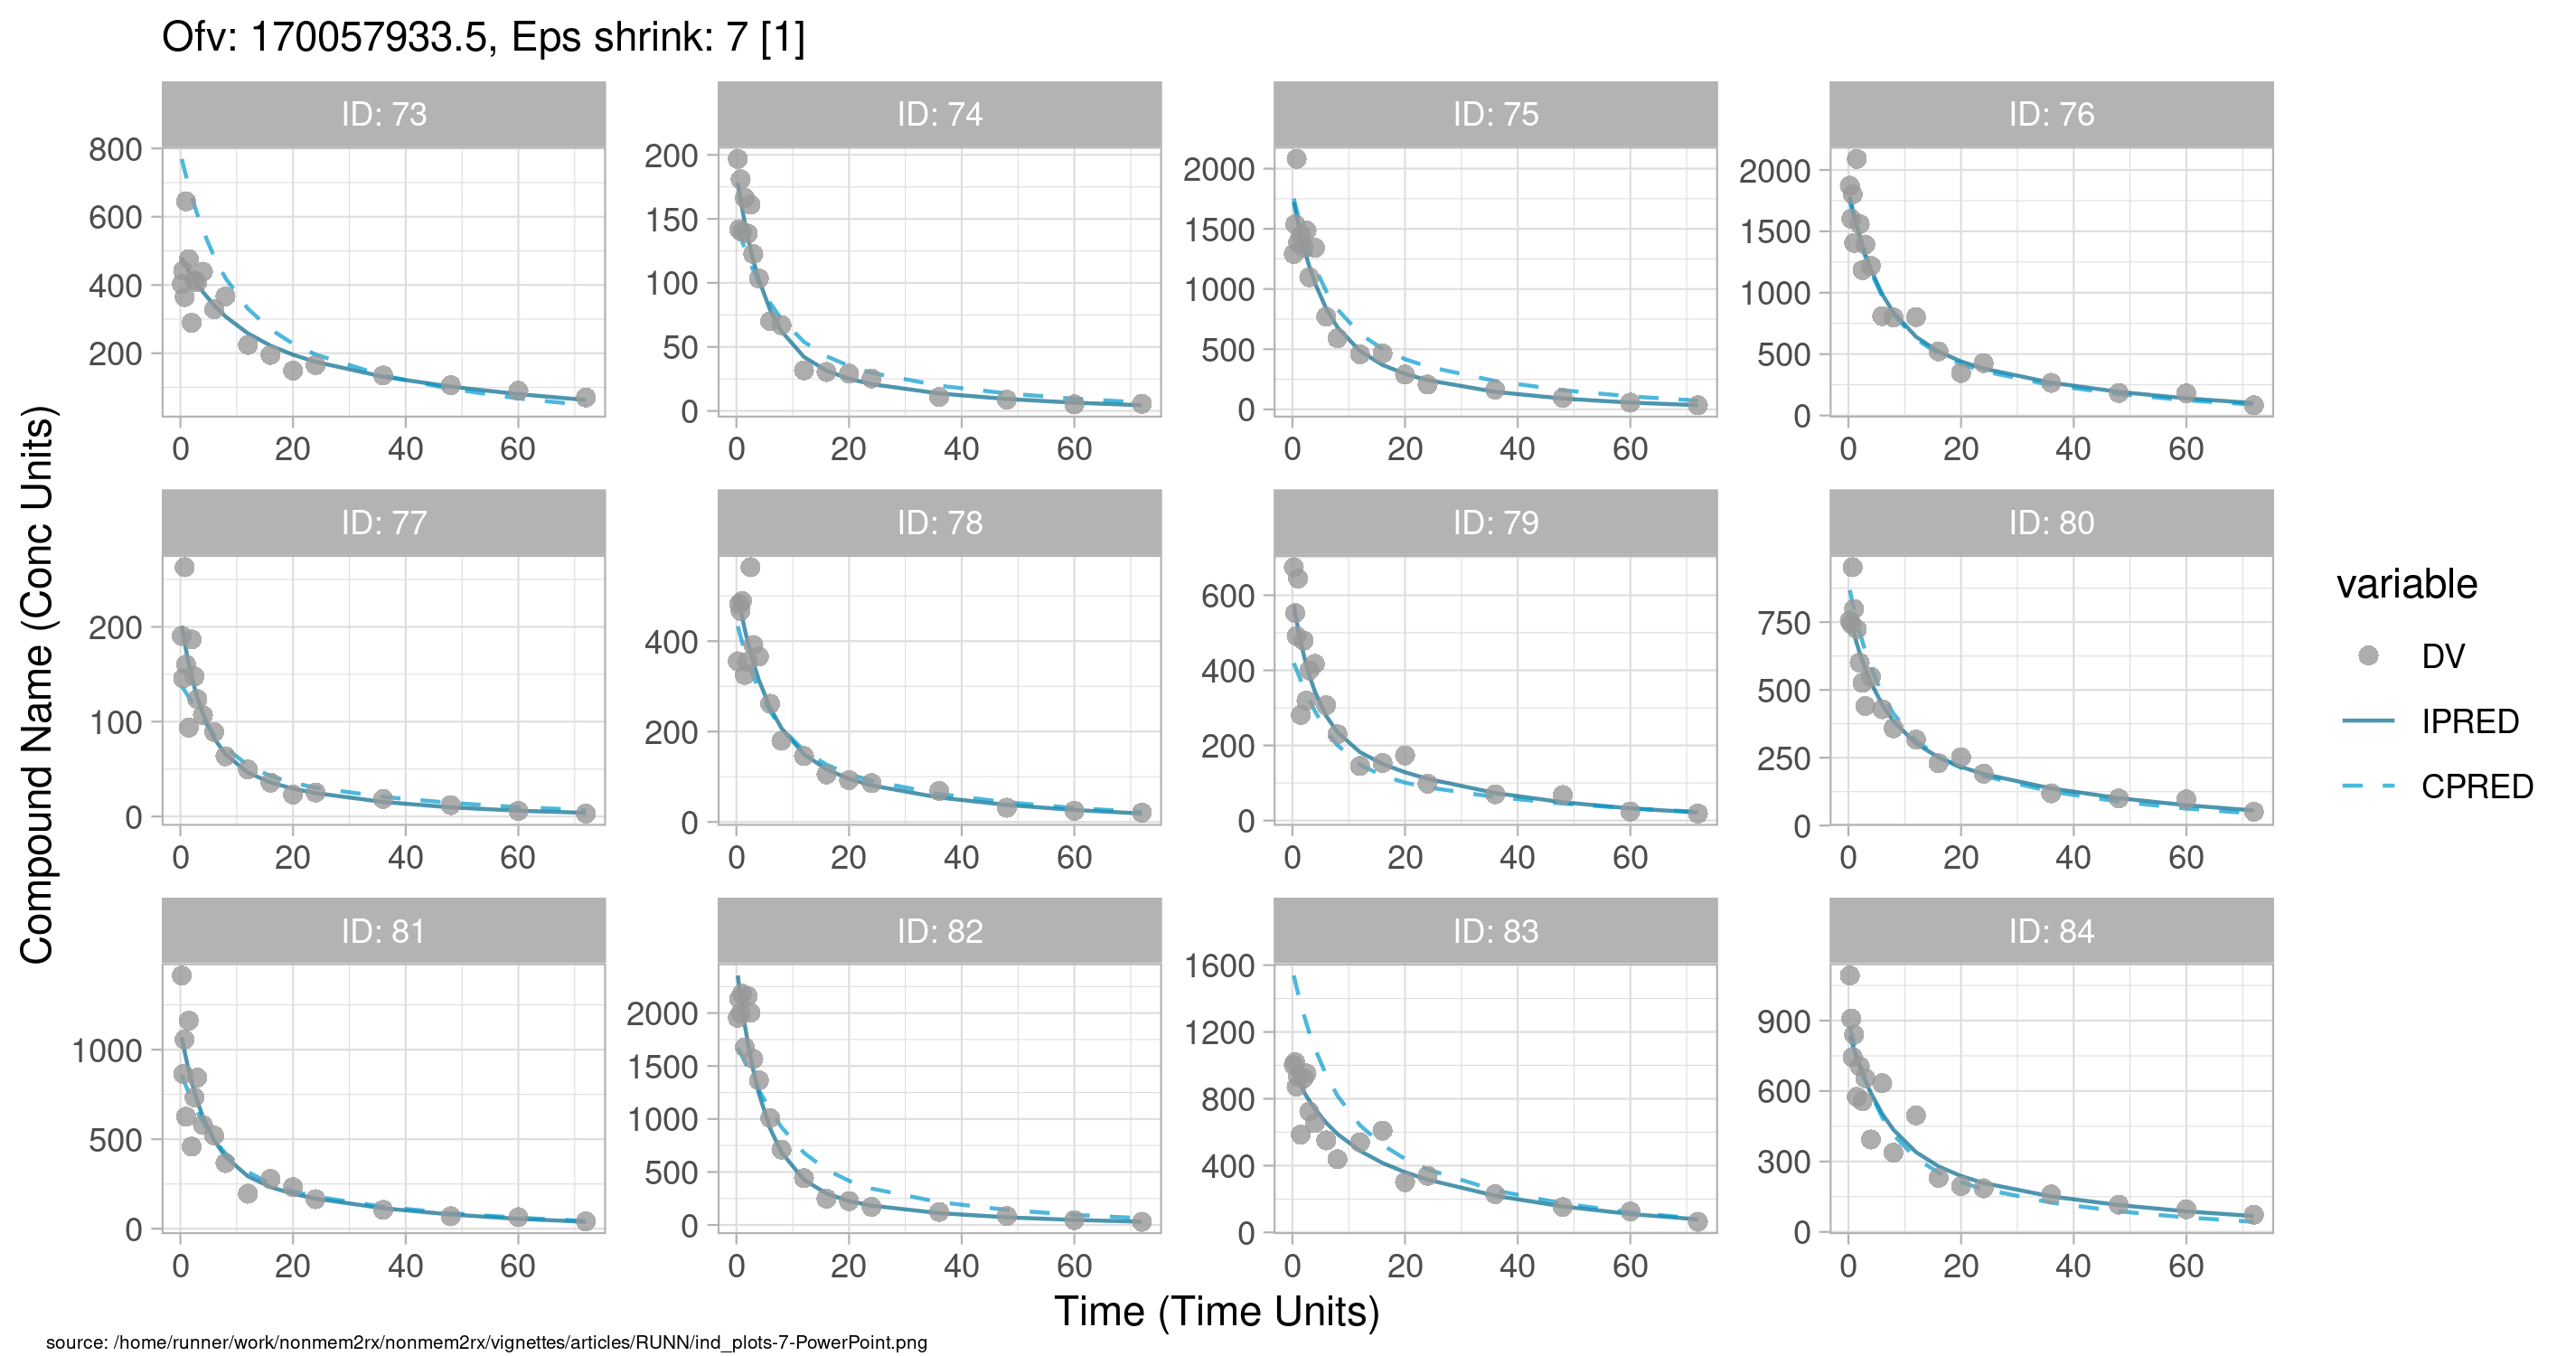 Ofv: 170057933.5, Eps shrink: 7 [1]
Compound Name (Conc Units)
ID: 73
800
600
400
200
0 20 40 60
ID: 74
200
150
100
50
0
0 20 40 60
ID: 75
2000
1500
1000
500
0
0 20 40 60
ID: 76
2000
1500
1000
500
0
0 20 40 60
ID: 77
200
100
0
0 20 40 60
ID: 78
400
200
0
0 20 40 60
ID: 79
600
400
200
0
0 20 40 60
ID: 80
750
500
250
0
0 20 40 60
ID: 81
1000
500
0
0 20 40 60
ID: 82
2000
1500
1000
500
0
0 20 40 60
ID: 83
1600
1200
800
400
0
0 20 40 60
ID: 84
900
600
300
0
0 20 40 60
variable
DV
IPRED
CPRED
Time (Time Units)
source: /home/runner/work/nonmem2rx/nonmem2rx/vignettes/articles/RUNN/ind_plots-7-PowerPoint.png